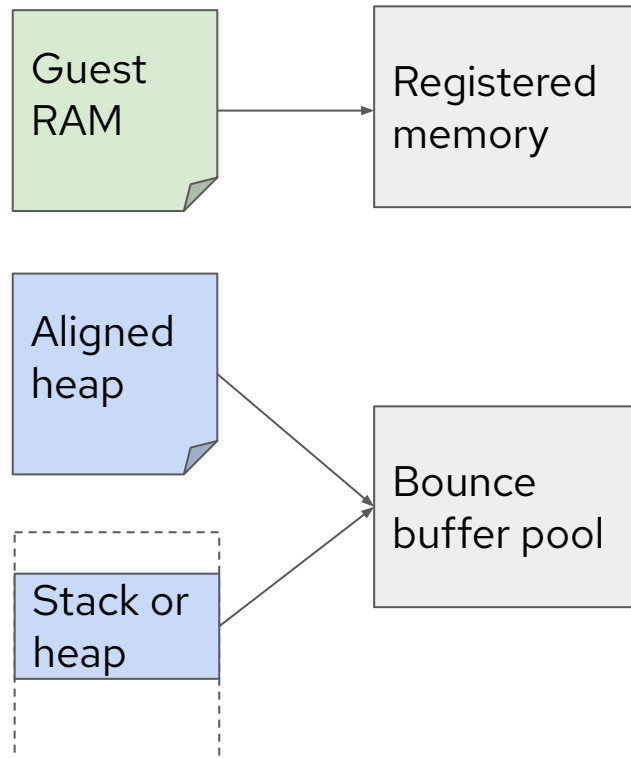 Guest
RAM
Registered
memory
Aligned
heap
Bounce
buffer pool
Stack or
heap